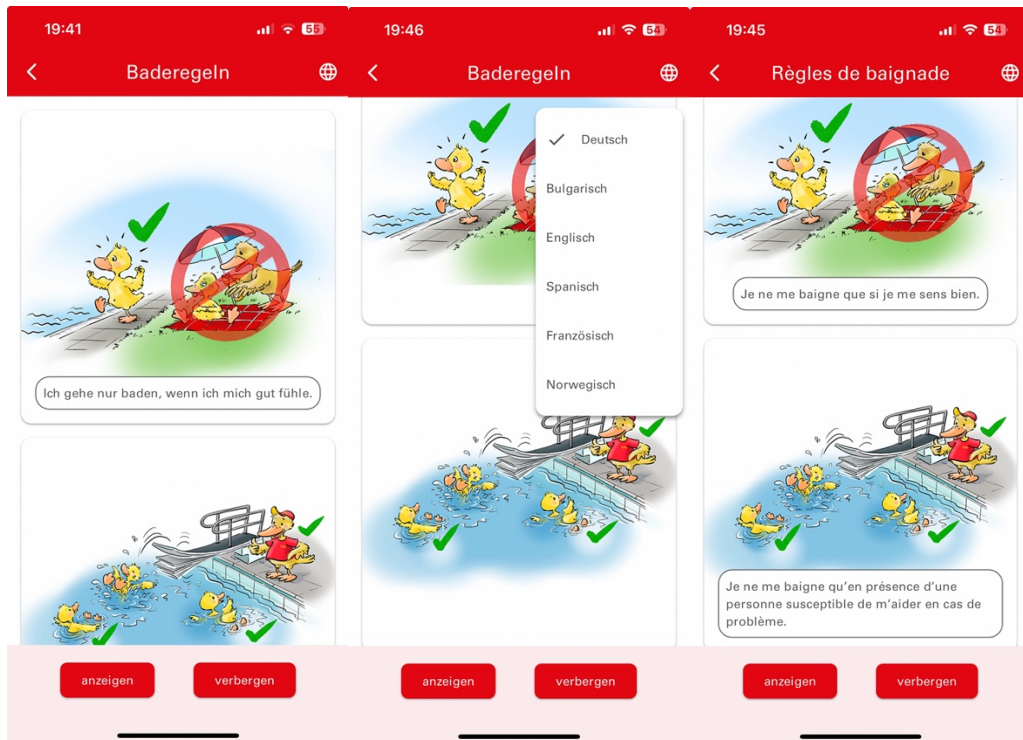 19:41
55
Baderegeln
Ich gehe nur baden, wenn ich mich gut fühle.
anzeigen
verbergen
19:46
54
Baderegeln
Deutsch
Bulgarisch
Englisch
Spanisch
Französisch
Norwegisch
anzeigen
verbergen
19:45
54
Règles de baignade
Je ne me baigne que si je me sens bien.
Je ne me baigne qu’en présence d’une
personne susceptible de m’aider en cas de
problème.
anzeigen
verbergen